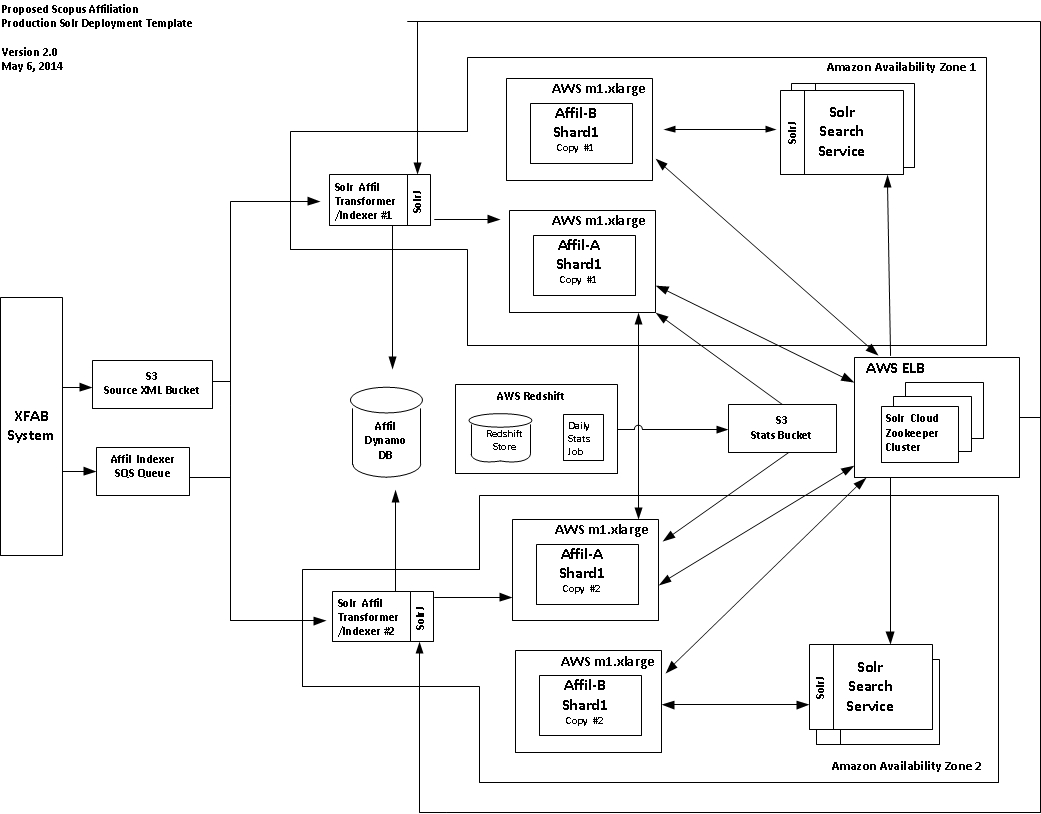 Proposed Scopus Affiliation
Production Solr Deployment Template
Version 2.0
May 6, 2014
Amazon Availability Zone 1
AWS m1.xlarge
Affil-B
Shard1
Copy #1
SolrJ
Solr
Search
Service
Solr Affil
Transformer
/Indexer #1
SolrJ
AWS m1.xlarge
Affil-A
Shard1
Copy #1
XFAB
System
S3
Source XML Bucket
Affil Indexer
SQS Queue
Affil
Dynamo
DB
AWS Redshift
Redshift
Store
Daily
Stats
Job
S3
Stats Bucket
AWS ELB
Solr Cloud
Zookeeper
Cluster
AWS m1.xlarge
Affil-A
Shard1
Copy #2
Solr Affil
Transformer
/Indexer #2
SolrJ
AWS m1.xlarge
Affil-B
Shard1
Copy #2
SolrJ
Solr
Search
Service
Amazon Availability Zone 2